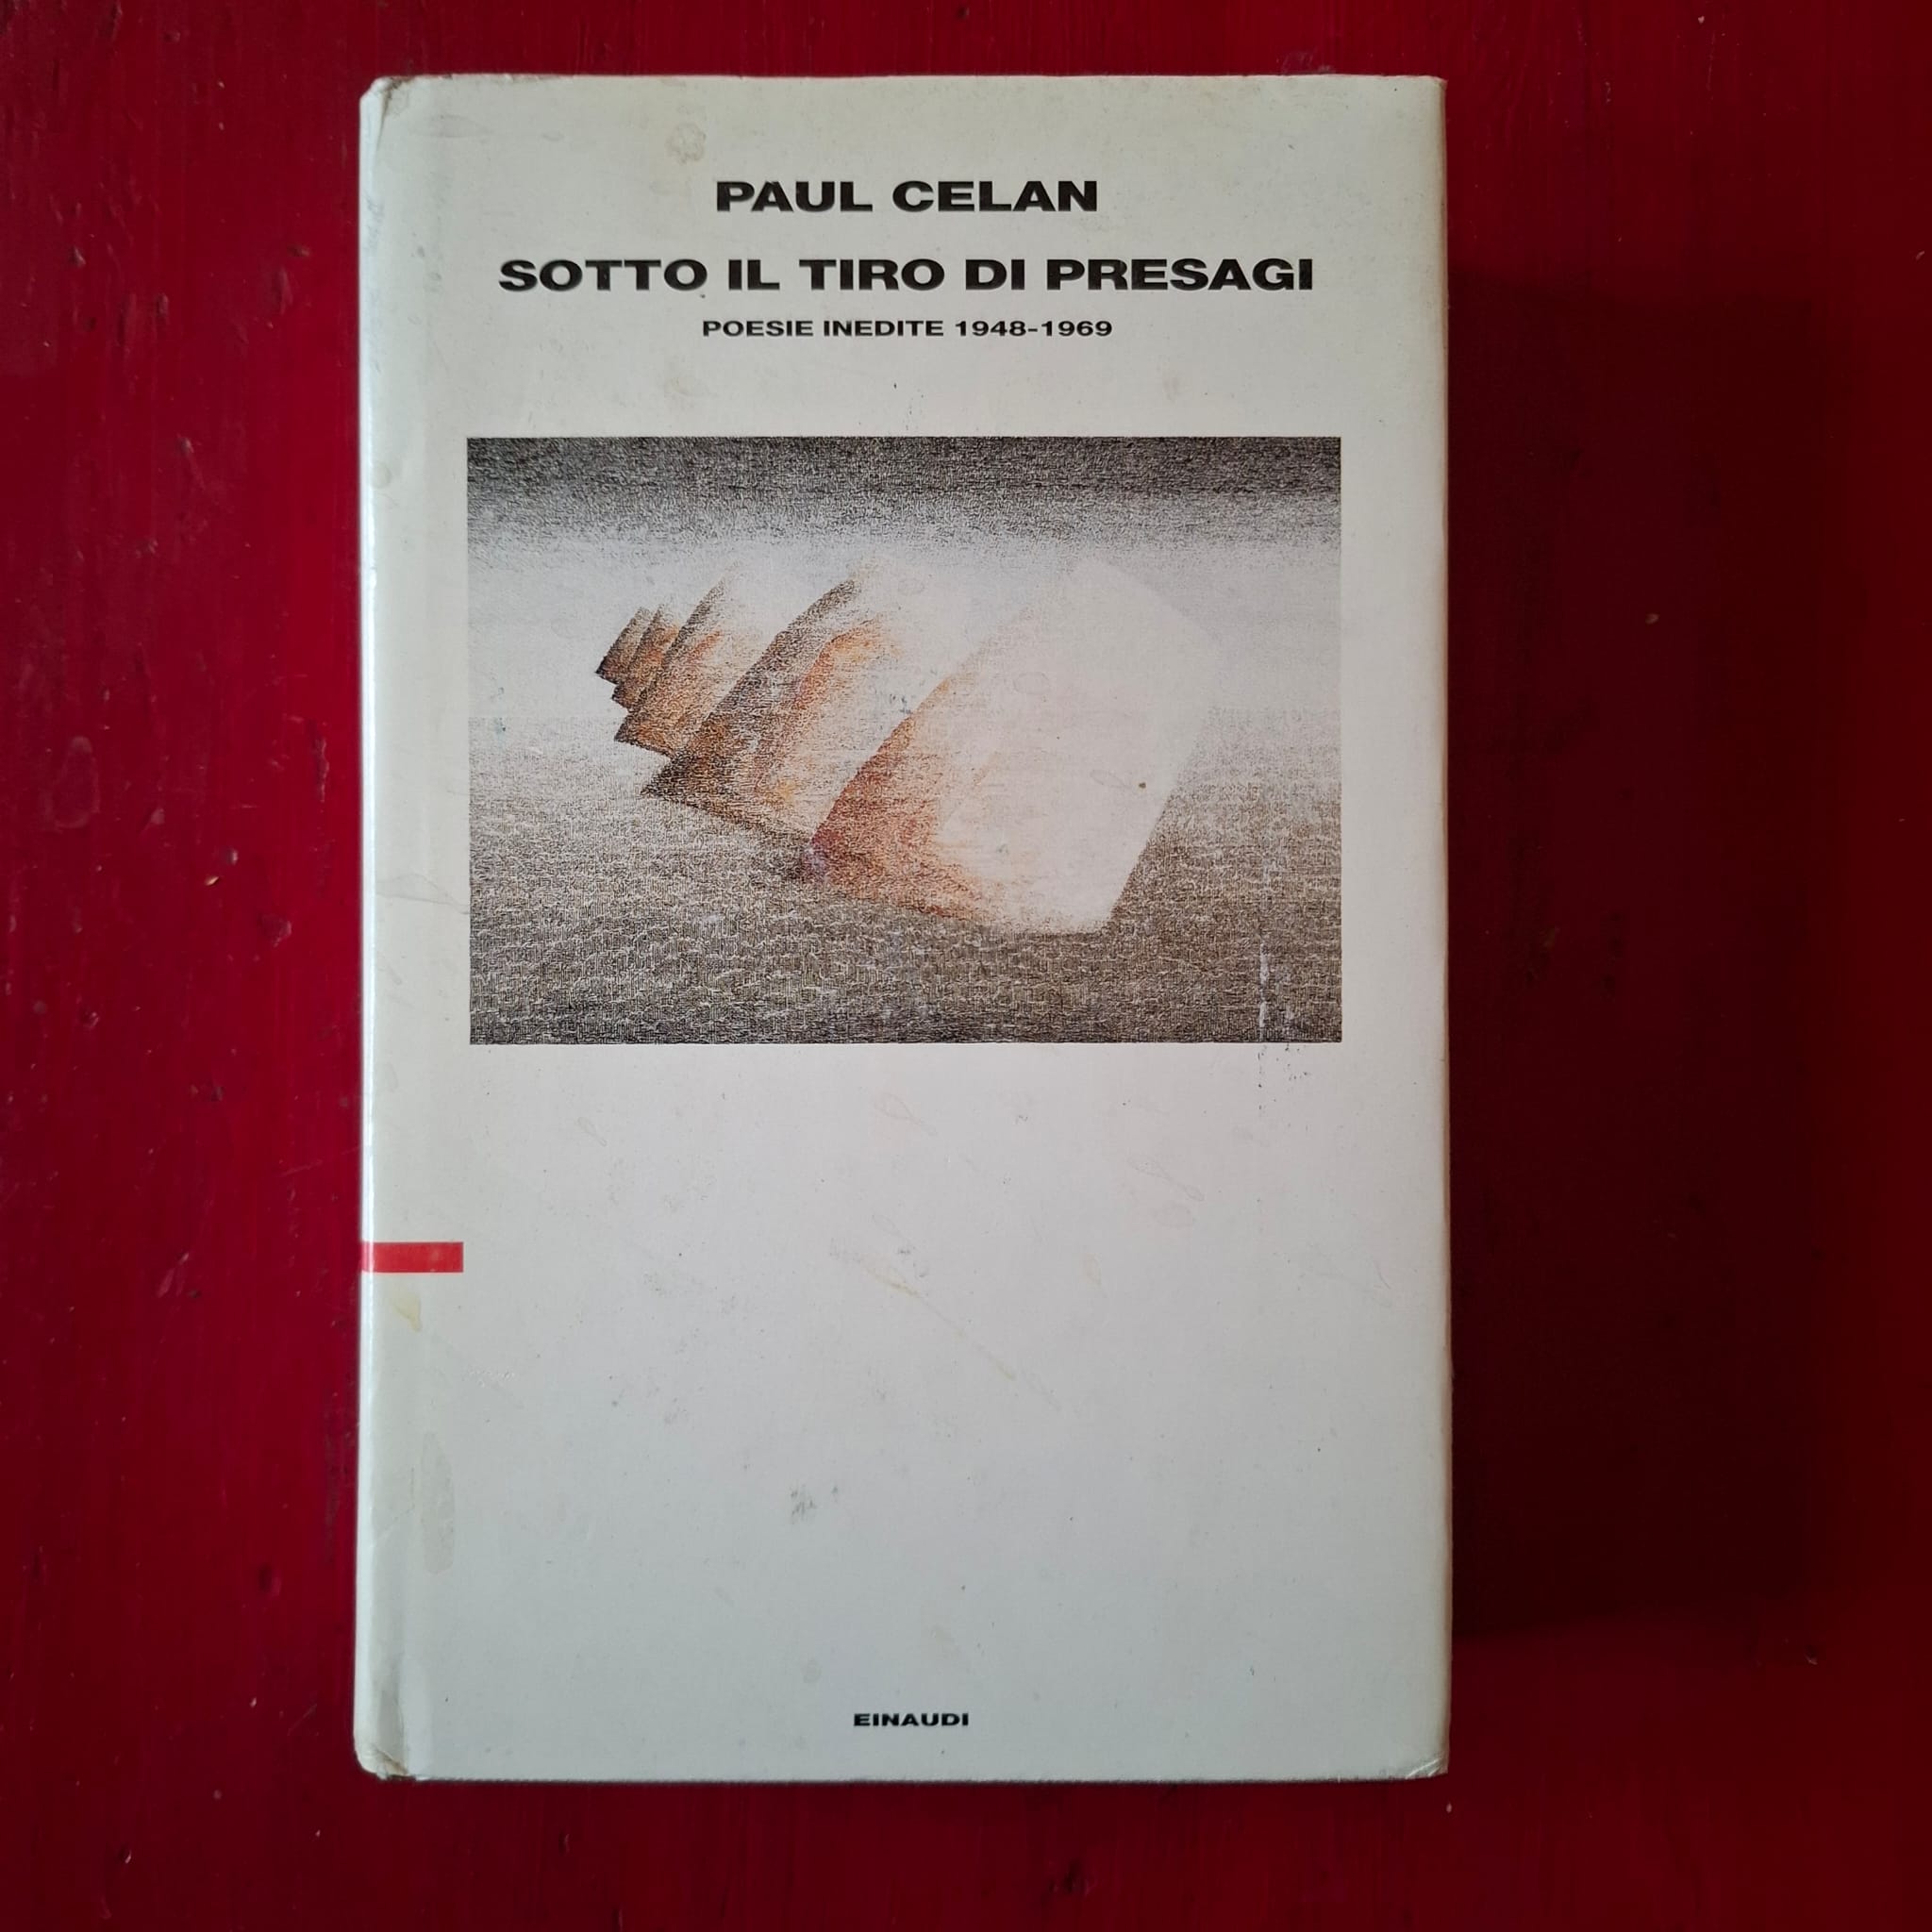 PAUL CELAN
SOTTO IL TIRO DI PRESAGI
POESIE INEDITE 1948-1969
EINAUDI